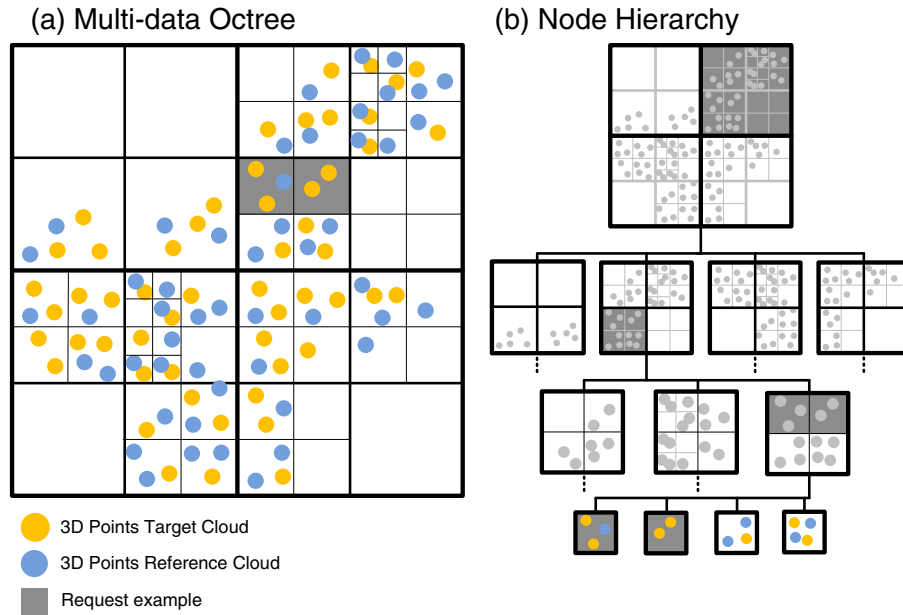 (a) Multi-data Octree
(b) Node Hierarchy
3D Points Target Cloud
3D Points Reference Cloud
Request example